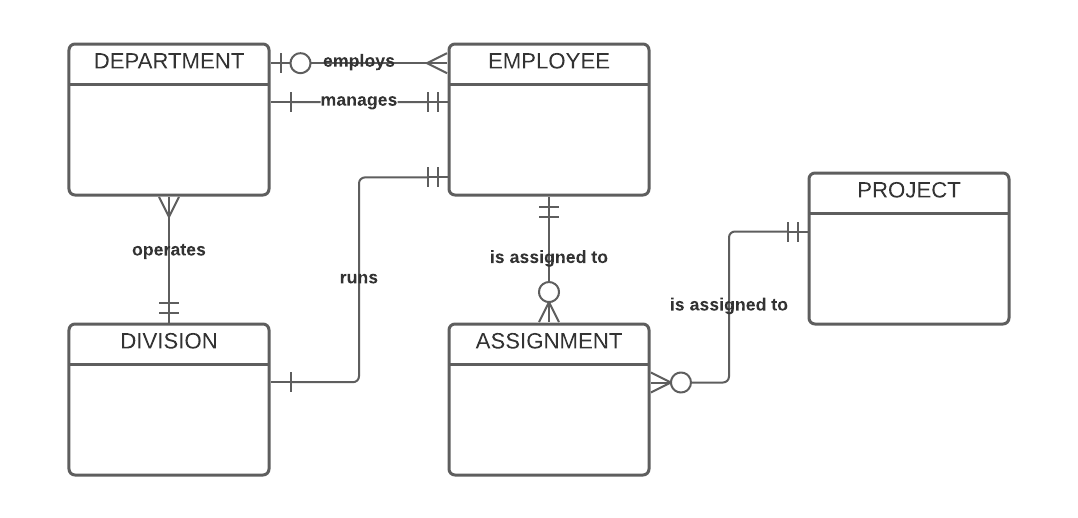 DEPARTMENT
employs
EMPLOYEE
manages
PROJECT
operates
is assigned to
runs
is assigned to
DIVISION
ASSIGNMENT